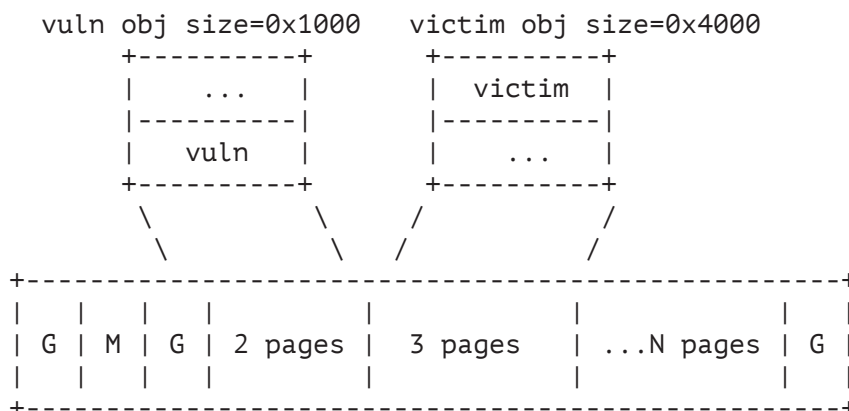 vuln obj size=0x1000 victim obj size=0x4000
... victim
vuln ...
G M G 2 pages 3 pages ...N pages G